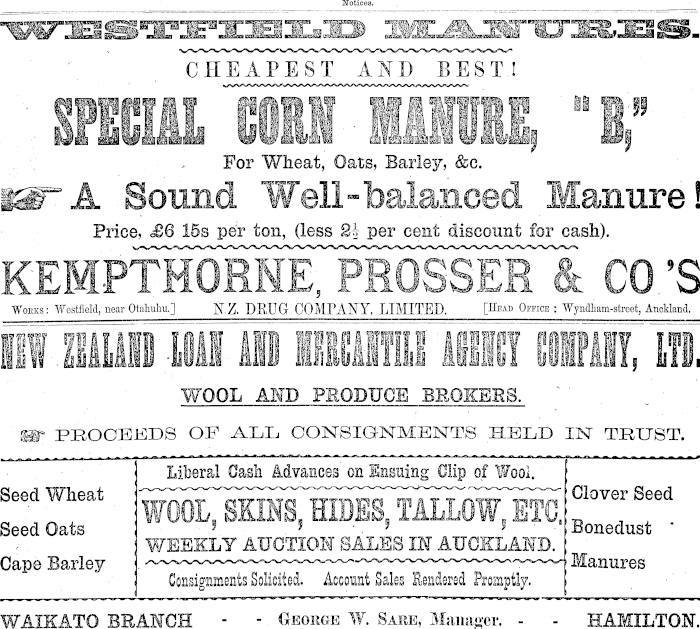 Notices.
WESTFIELD MANURES.
CHEAPEST AND BEST!
SPECIAL CORN MANURE, "B,"
For Wheat, Oats, Barley, &c.
A Sound Well-balanced Manure!
Price, £6 15s per ton, (less 2½ per cent discount for cash).
KEMPTHORNE, PROSSER & CO'S
WORKS: Westfield, near Otahuhu.] N.Z. DRUG COMPANY, LIMITED. [HEAD OFFICE: Wyndham-street, Auckland.
NEW ZEALAND LOAN AND MERCANTILE AGENCY COMPANY, LTD.
WOOL AND PRODUCE BROKERS.
PROCEEDS OF ALL CONSIGNMENTS HELD IN TRUST.
Seed Wheat
Seed Oats
Cape Barley
Liberal Cash Advances on Ensuing Clip of Wool.
WOOL, SKINS, HIDES, TALLOW, ETC.
WEEKLY AUCTION SALES IN AUCKLAND.
Consignments Solicited. Account Sales Rendered Promptly.
Clover Seed
Bonedust
Manures
WAIKATO BRANCH - - GEORGE W. SARE, Manager. - - HAMILTON.